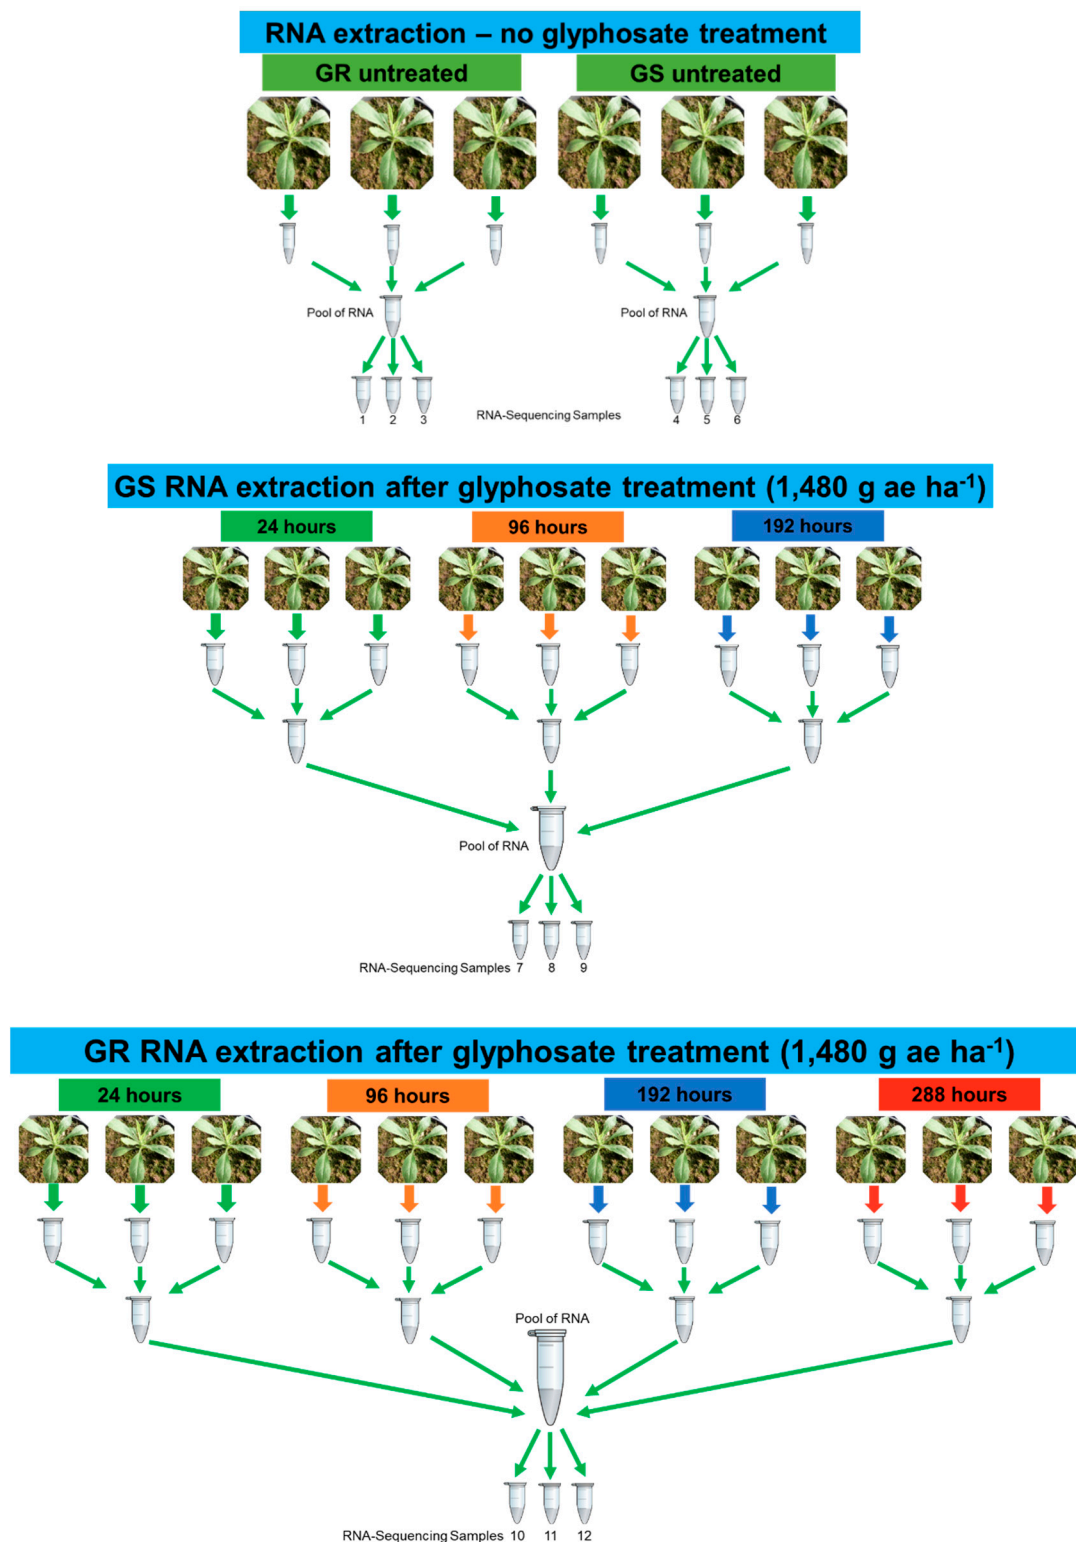 RNA extraction – no glyphosate treatment
GR untreated
GS untreated
Pool of RNA
Pool of RNA
1 2 3
RNA-Sequencing Samples
4 5 6
GS RNA extraction after glyphosate treatment (1,480 g ae ha⁻¹)
24 hours
96 hours
192 hours
Pool of RNA
RNA-Sequencing Samples 7 8 9
GR RNA extraction after glyphosate treatment (1,480 g ae ha⁻¹)
24 hours
96 hours
192 hours
288 hours
Pool of RNA
RNA-Sequencing Samples 10 11 12